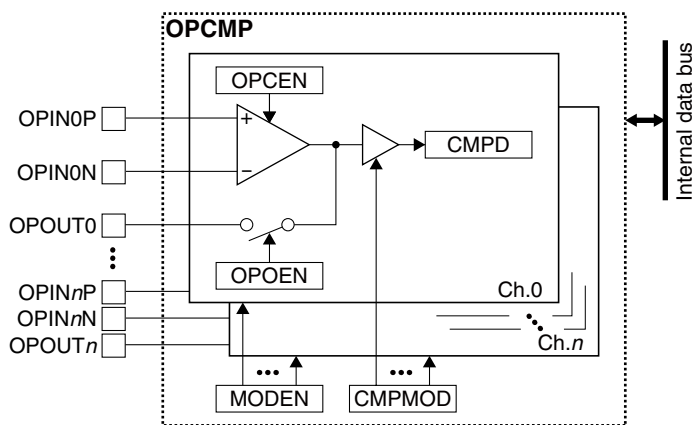 OPCMP
OPCEN
OPIN0P
+
CMPD
OPIN0N
−
OPOUT0
OPOEN
OPINnP
Ch.0
OPINnN
Ch.n
OPOUTn
MODEN
CMPMOD
Internal data bus